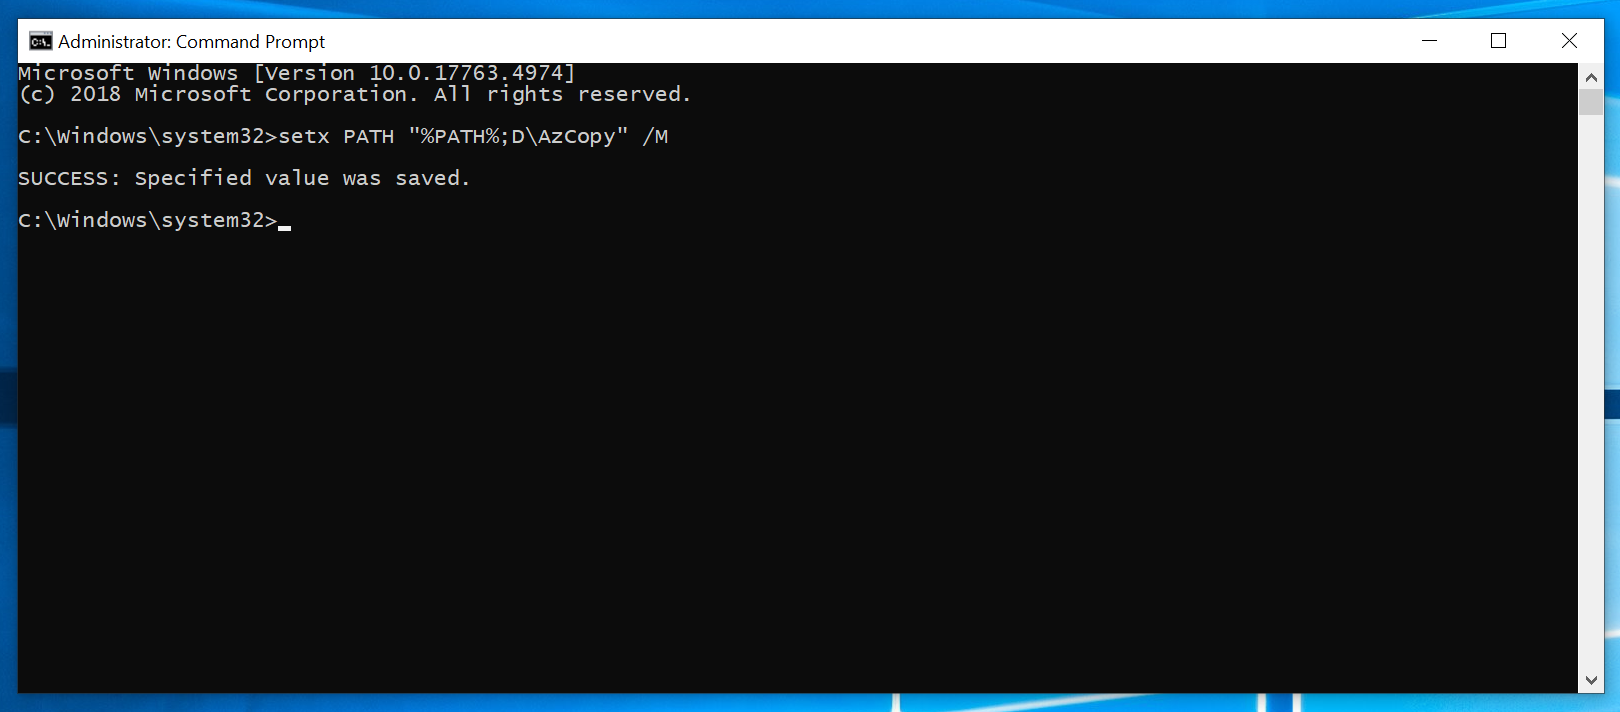 Administrator: Command Prompt
Microsoft Windows [Version 10.0.17763.4974]
(c) 2018 Microsoft Corporation. All rights reserved.
C:\Windows\system32>setx PATH "%PATH%;D\AzCopy" /M
SUCCESS: Specified value was saved.
C:\Windows\system32>